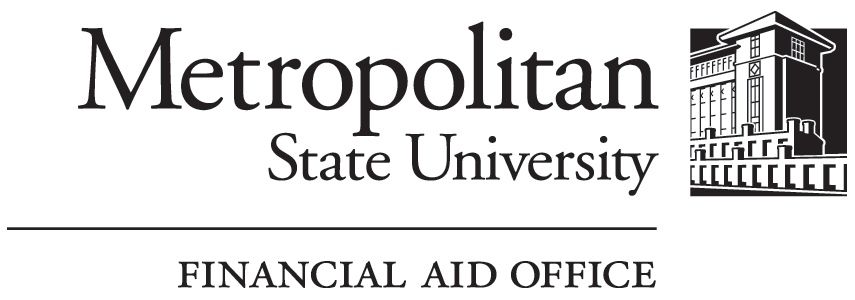 Metropolitan
State University
FINANCIAL AID OFFICE